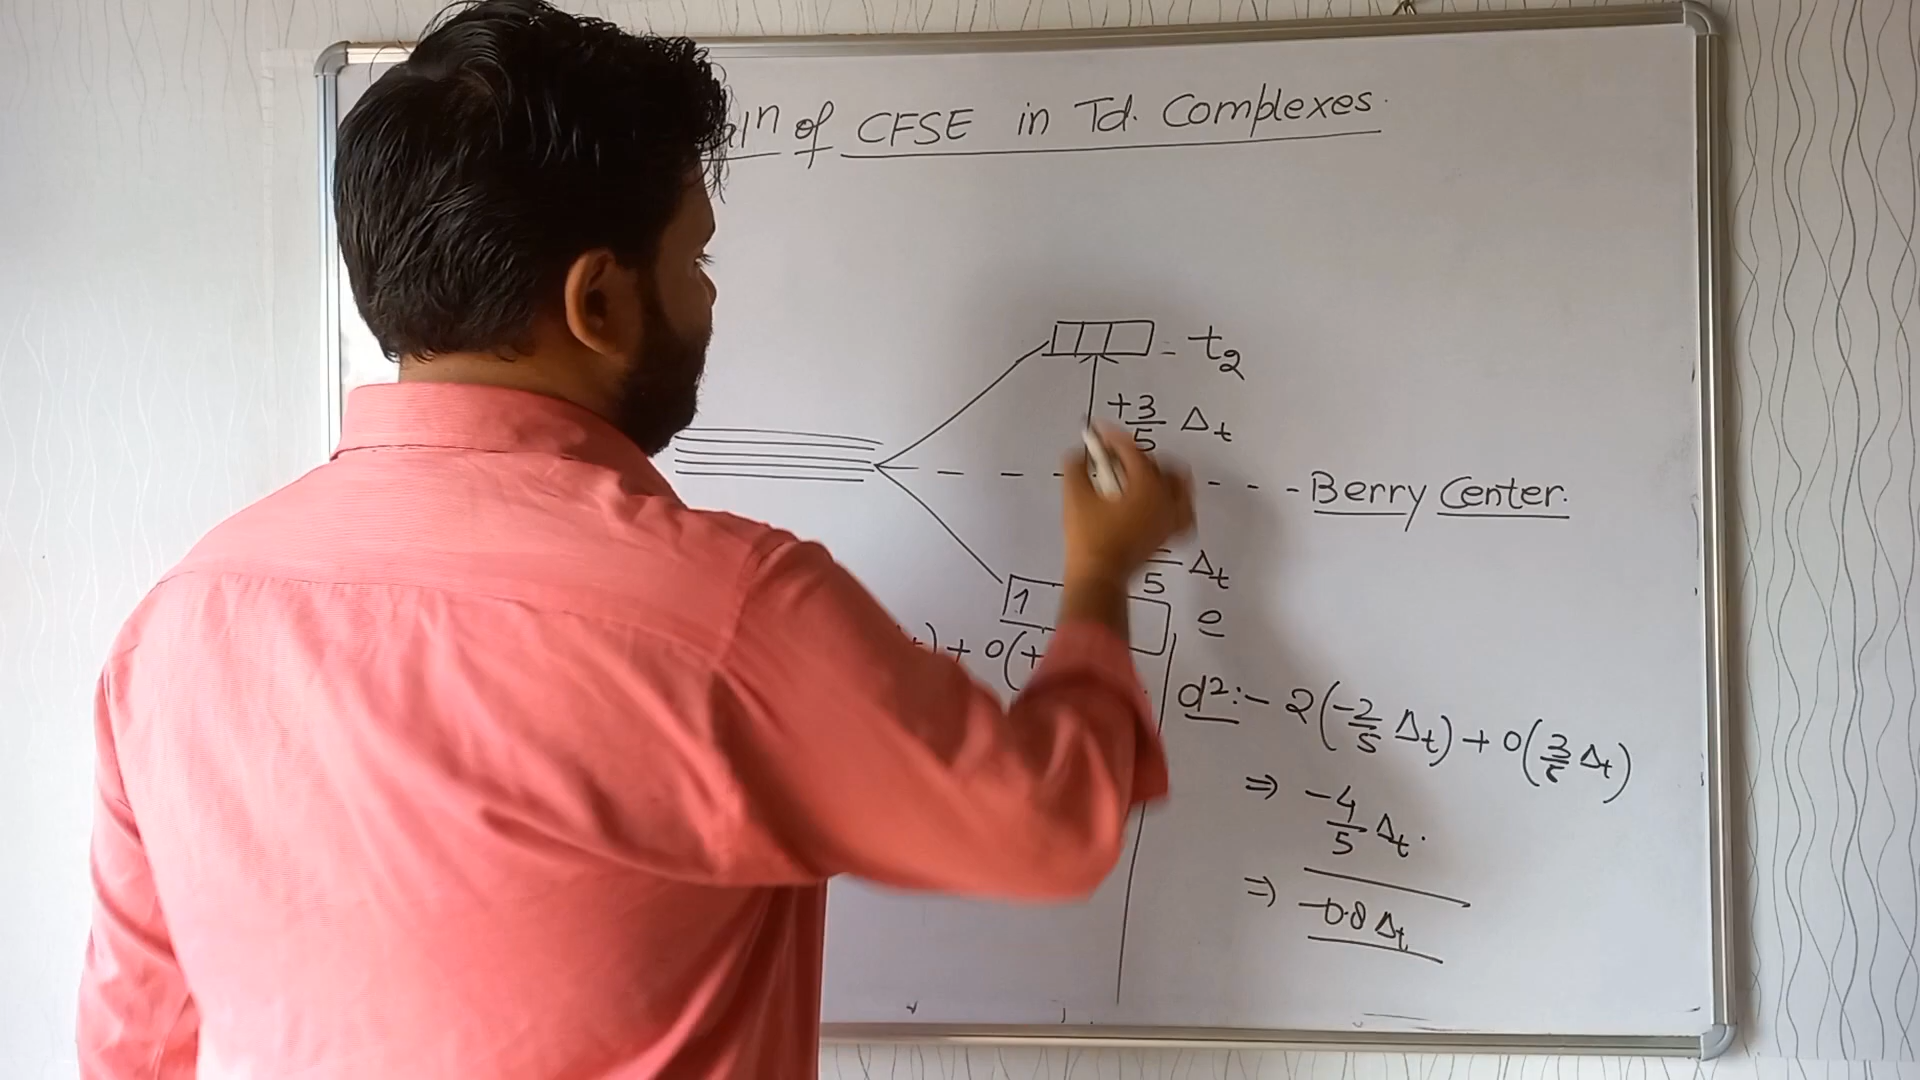 of CFSE in Td. Complexes.
- t₂
+3/5 Δt
- Berry Center.
5 Δt
1
e
) + 0(+
d²:- 2(-2/5 Δt) + 0(3/5 Δt)
⇒ -4/5 Δt.
⇒ -0.8 Δt